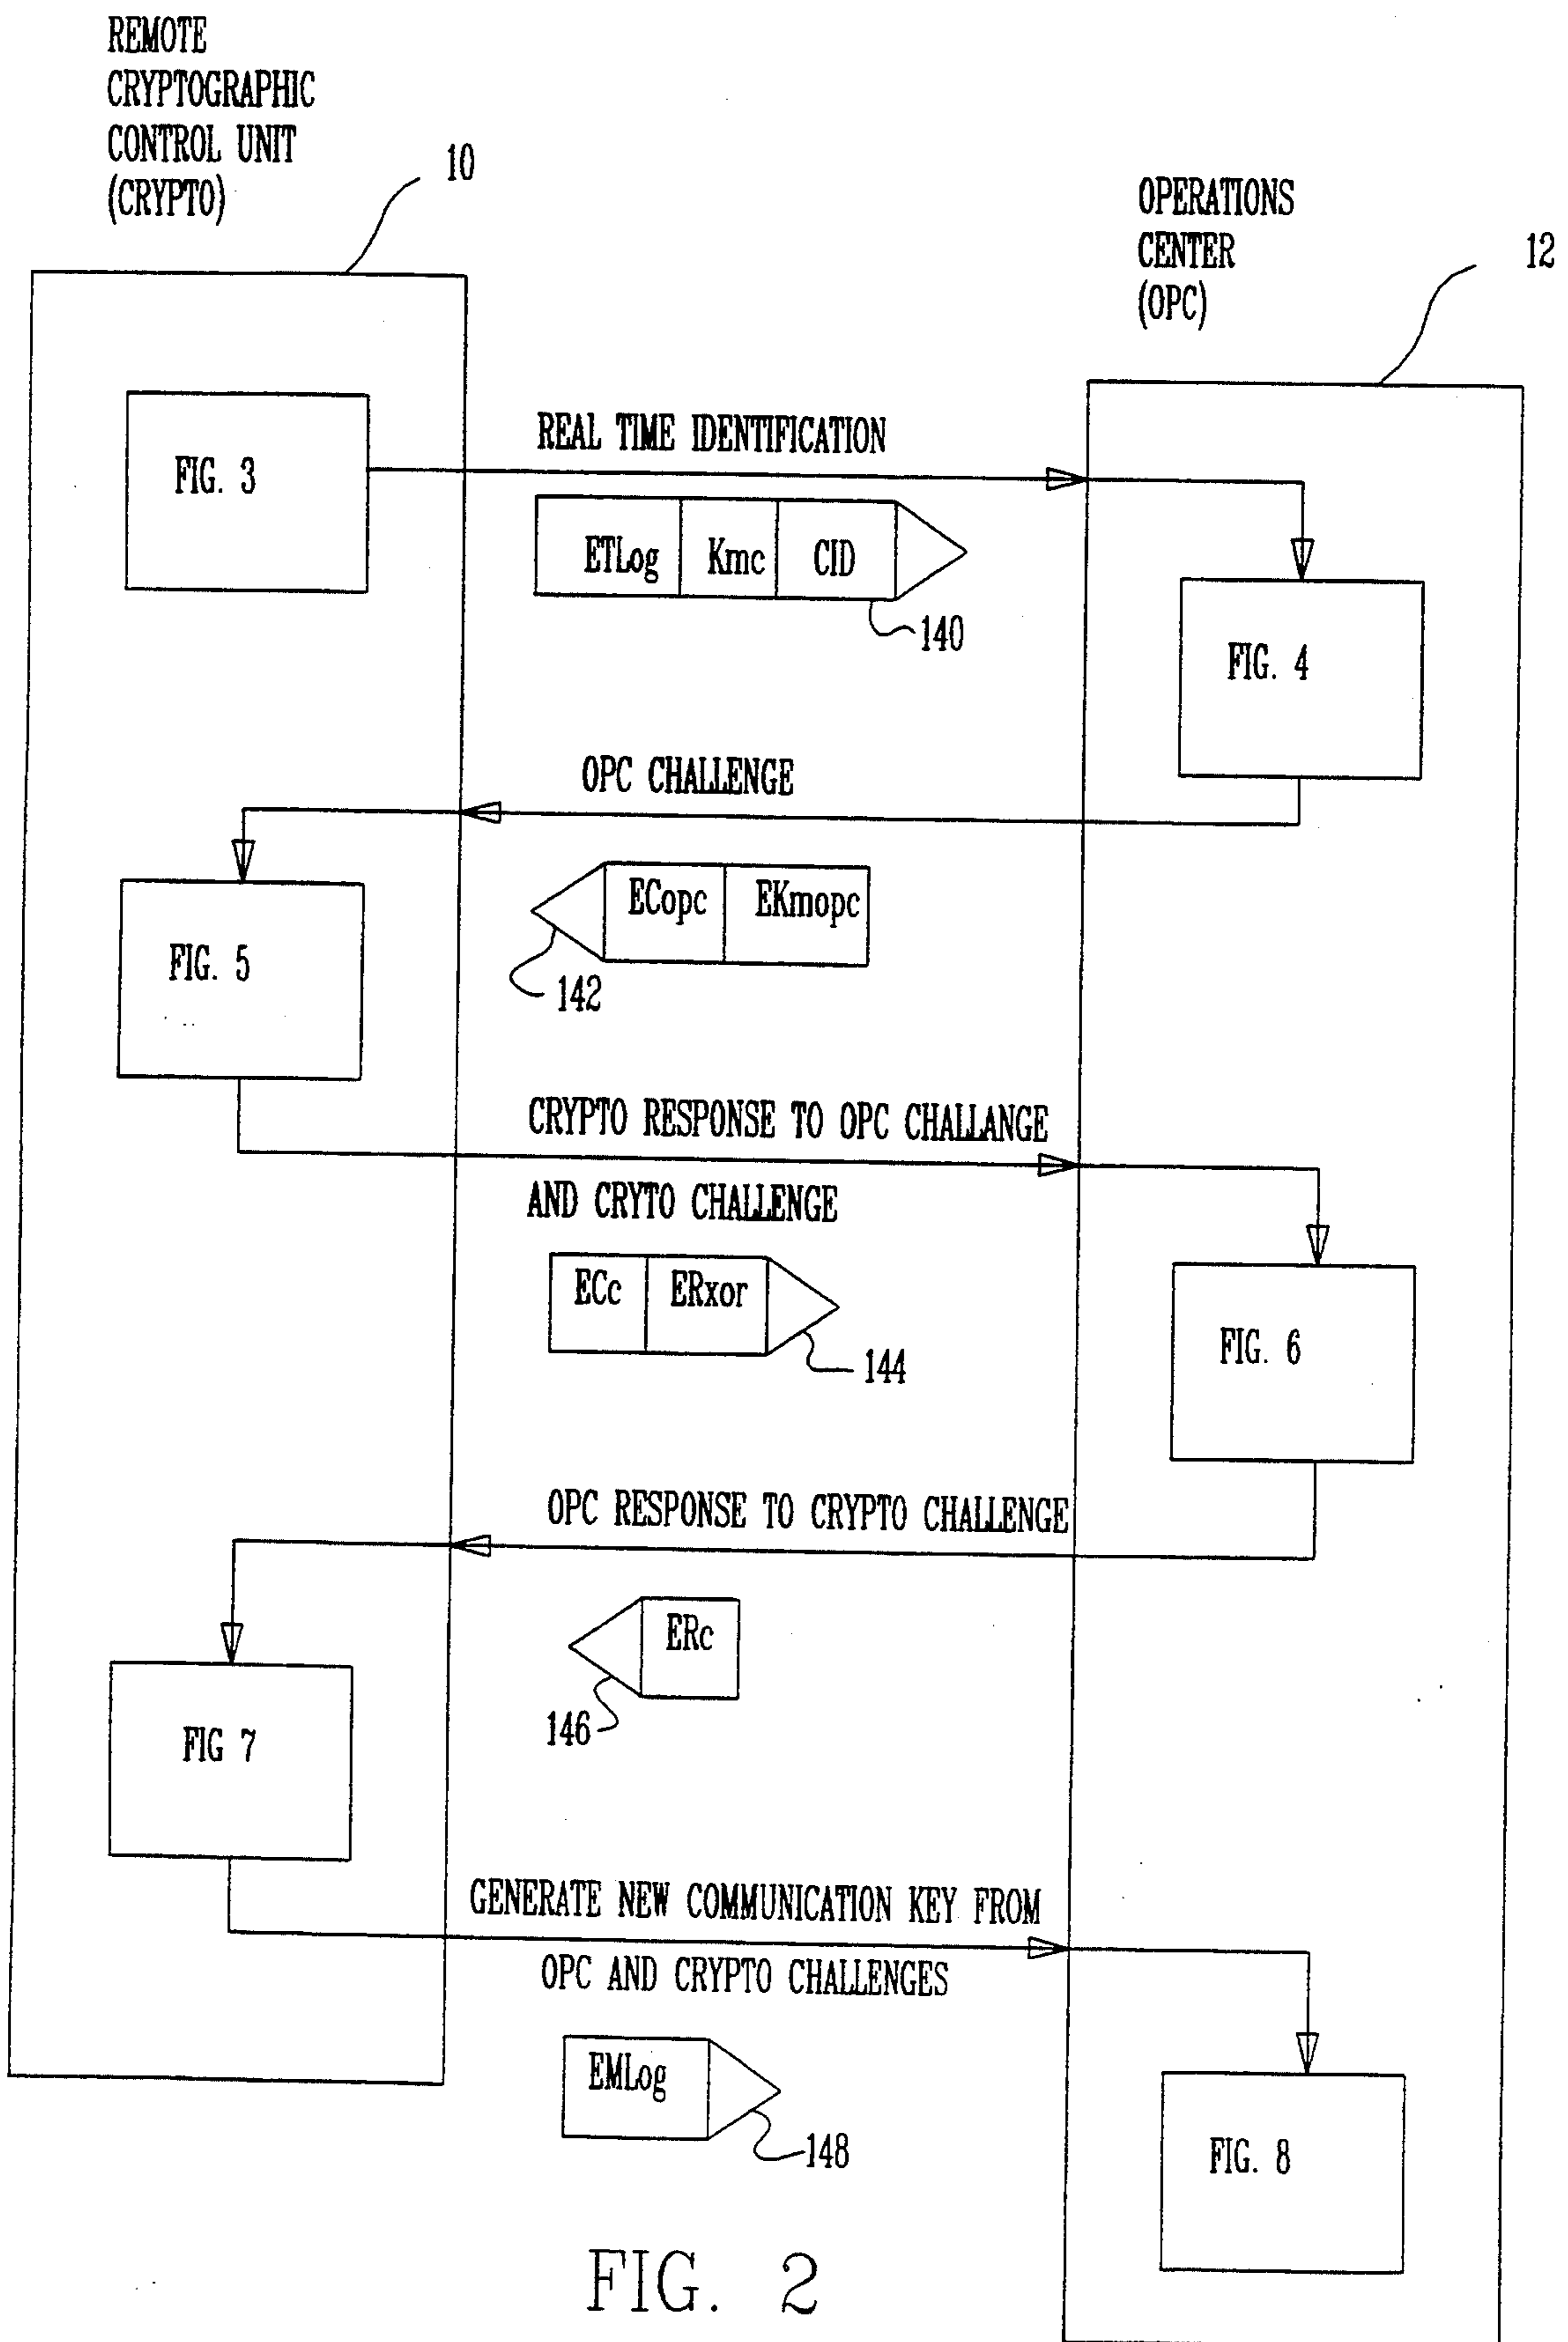 REMOTE
CRYPTOGRAPHIC
CONTROL UNIT
(CRYPTO)
10
OPERATIONS
CENTER
(OPC)
12
FIG. 3
REAL TIME IDENTIFICATION
ETLog Kmc CID
140
FIG. 4
OPC CHALLENGE
ECopc EKmopc
142
FIG. 5
CRYPTO RESPONSE TO OPC CHALLANGE
AND CRYTO CHALLENGE
ECc ERxor
144
FIG. 6
OPC RESPONSE TO CRYPTO CHALLENGE
ERc
146
FIG 7
GENERATE NEW COMMUNICATION KEY FROM
OPC AND CRYPTO CHALLENGES
EMLog
148
FIG. 8
FIG. 2